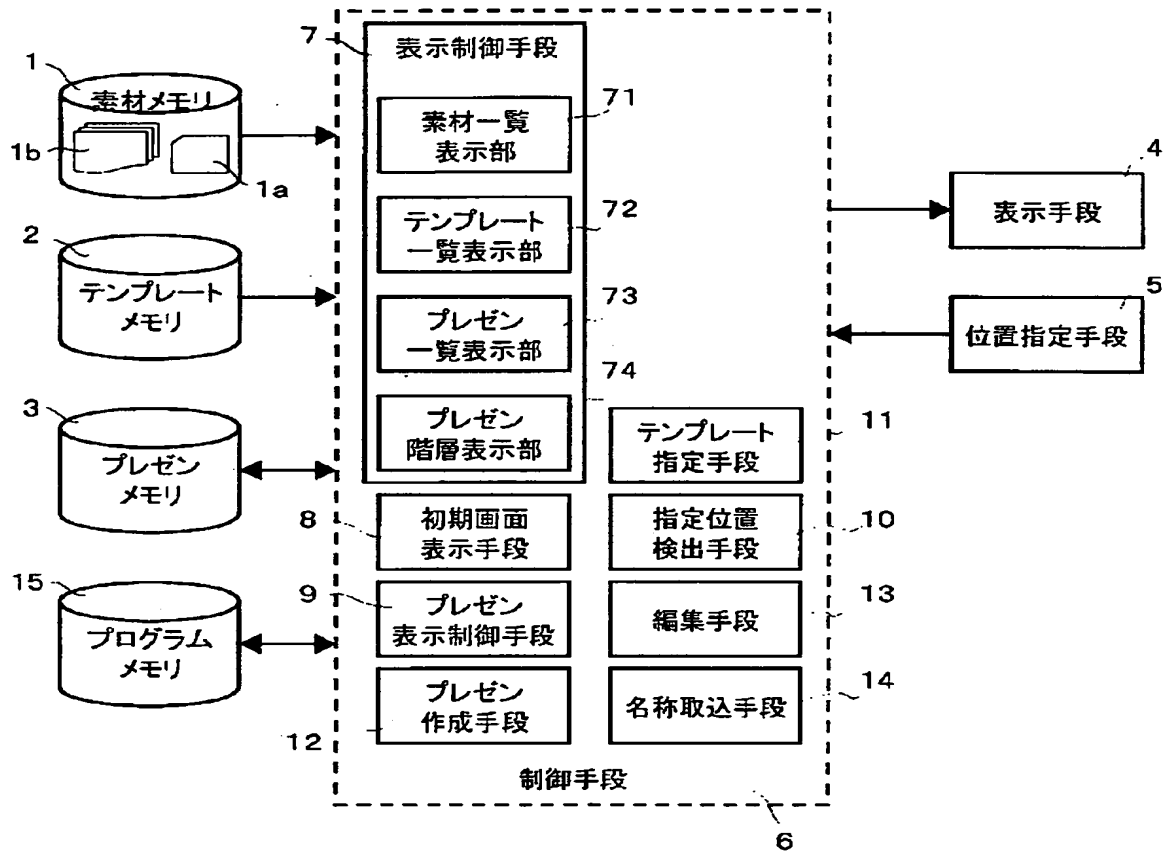 1
素材メモリ
1b
1a
2
テンプレート
メモリ
3
プレゼン
メモリ
15
プログラム
メモリ
7
表示制御手段
71
素材一覧
表示部
72
テンプレート
一覧表示部
73
プレゼン
一覧表示部
74
プレゼン
階層表示部
8
初期画面
表示手段
9
プレゼン
表示制御手段
12
プレゼン
作成手段
11
テンプレート
指定手段
10
指定位置
検出手段
13
編集手段
14
名称取込手段
制御手段
6
4
表示手段
5
位置指定手段